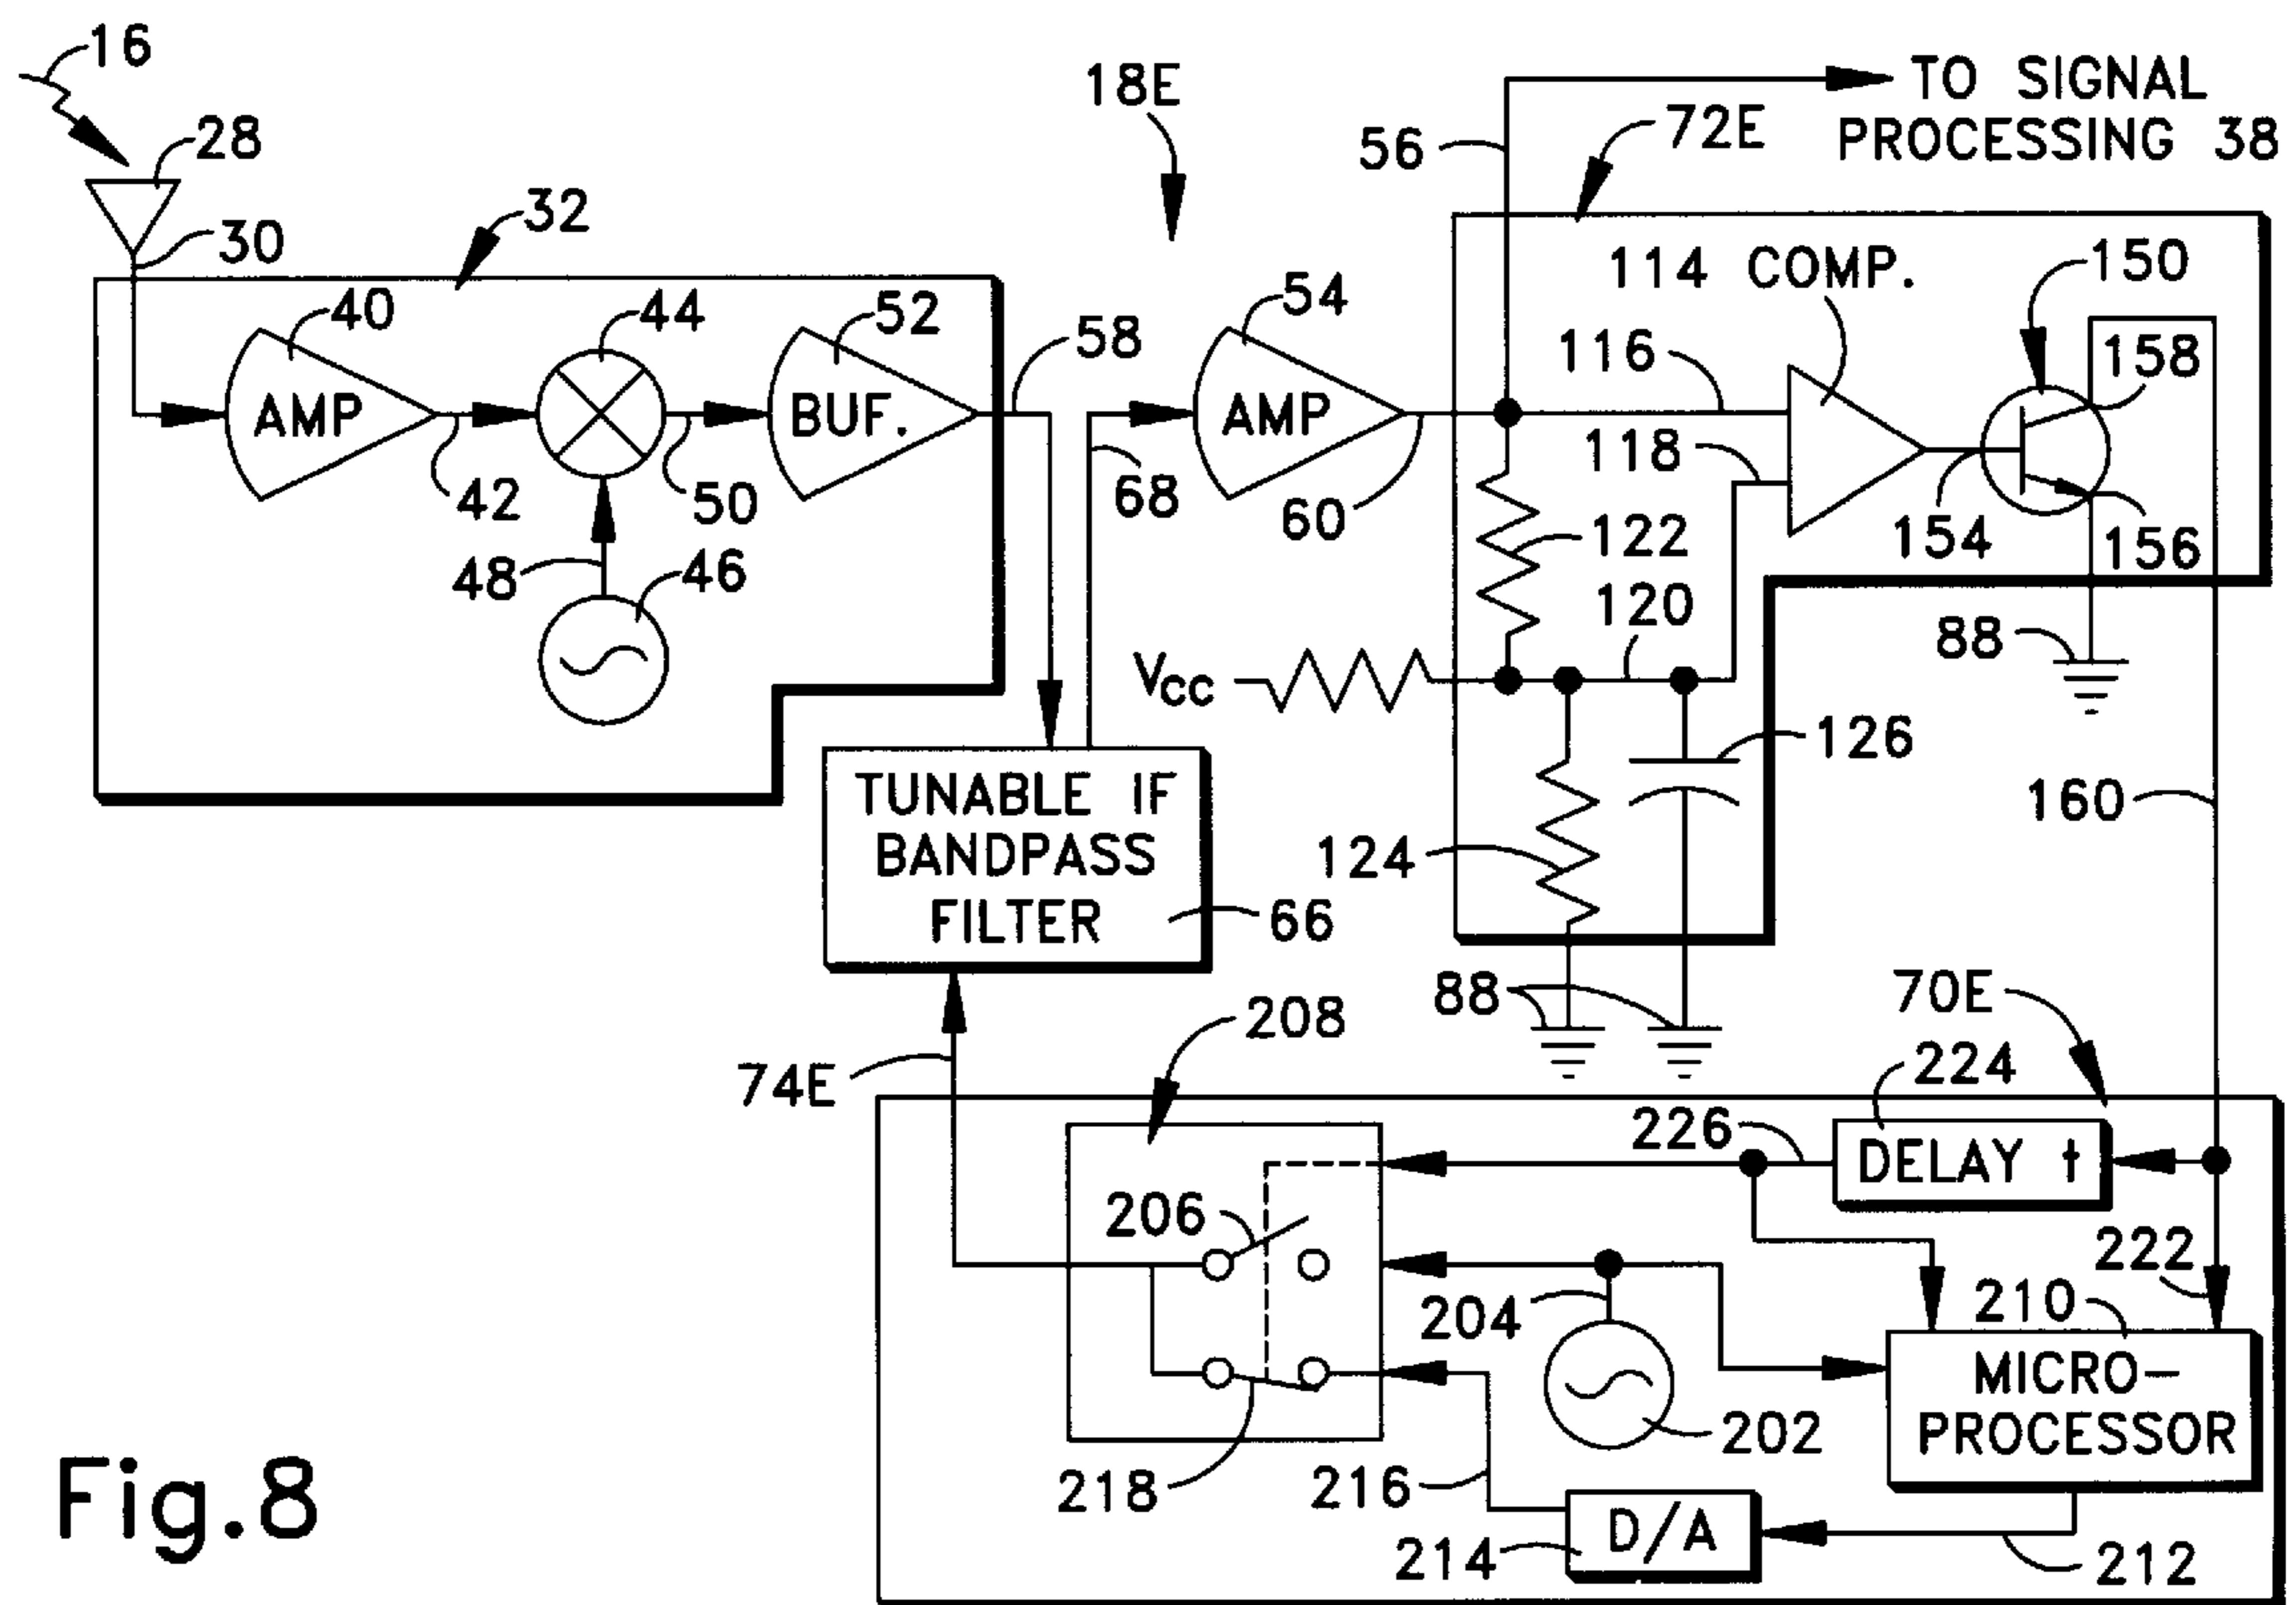 16
28
30
32
40
AMP
42
44
46
48
50
52
BUF.
58
18E
54
AMP
68
60
56
TO SIGNAL
PROCESSING 38
72E
114 COMP.
116
118
150
158
154
156
122
120
Vcc
88
126
124
160
88
TUNABLE IF
BANDPASS
FILTER
66
74E
208
70E
224
226
DELAY t
206
222
204
210
MICRO-
PROCESSOR
202
218
216
D/A
214
212
Fig.8